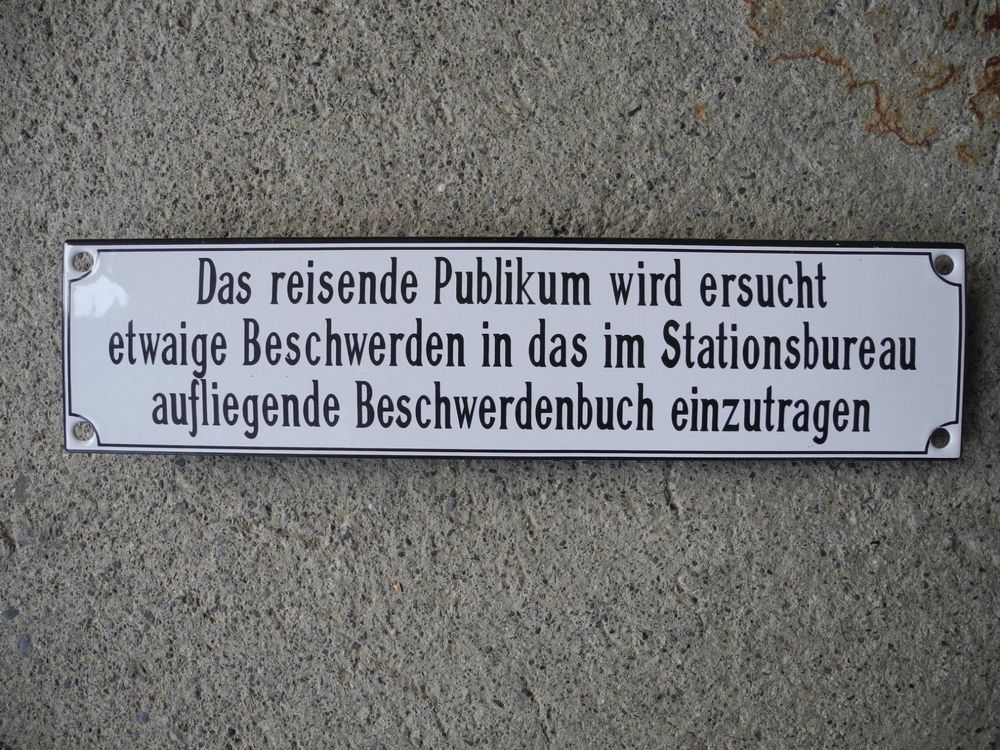 Das reisende Publikum wird ersucht
etwaige Beschwerden in das im Stationsbureau
aufliegende Beschwerdenbuch einzutragen